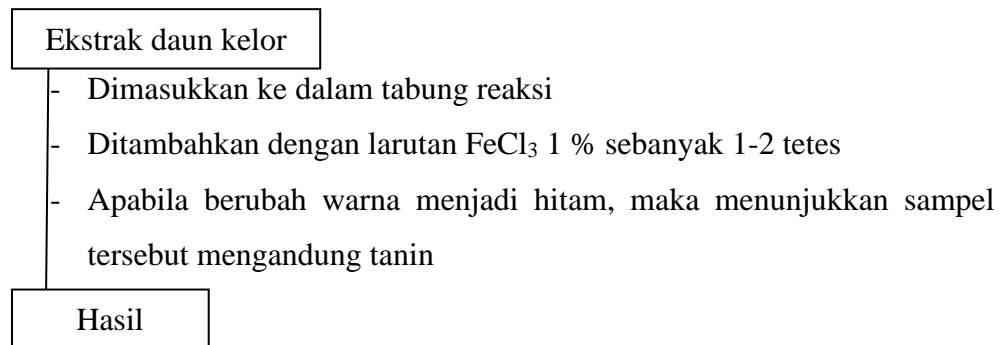 Ekstrak daun kelor
- Dimasukkan ke dalam tabung reaksi
- Ditambahkan dengan larutan FeCl₃ 1 % sebanyak 1-2 tetes
- Apabila berubah warna menjadi hitam, maka menunjukkan sampel
tersebut mengandung tanin
Hasil